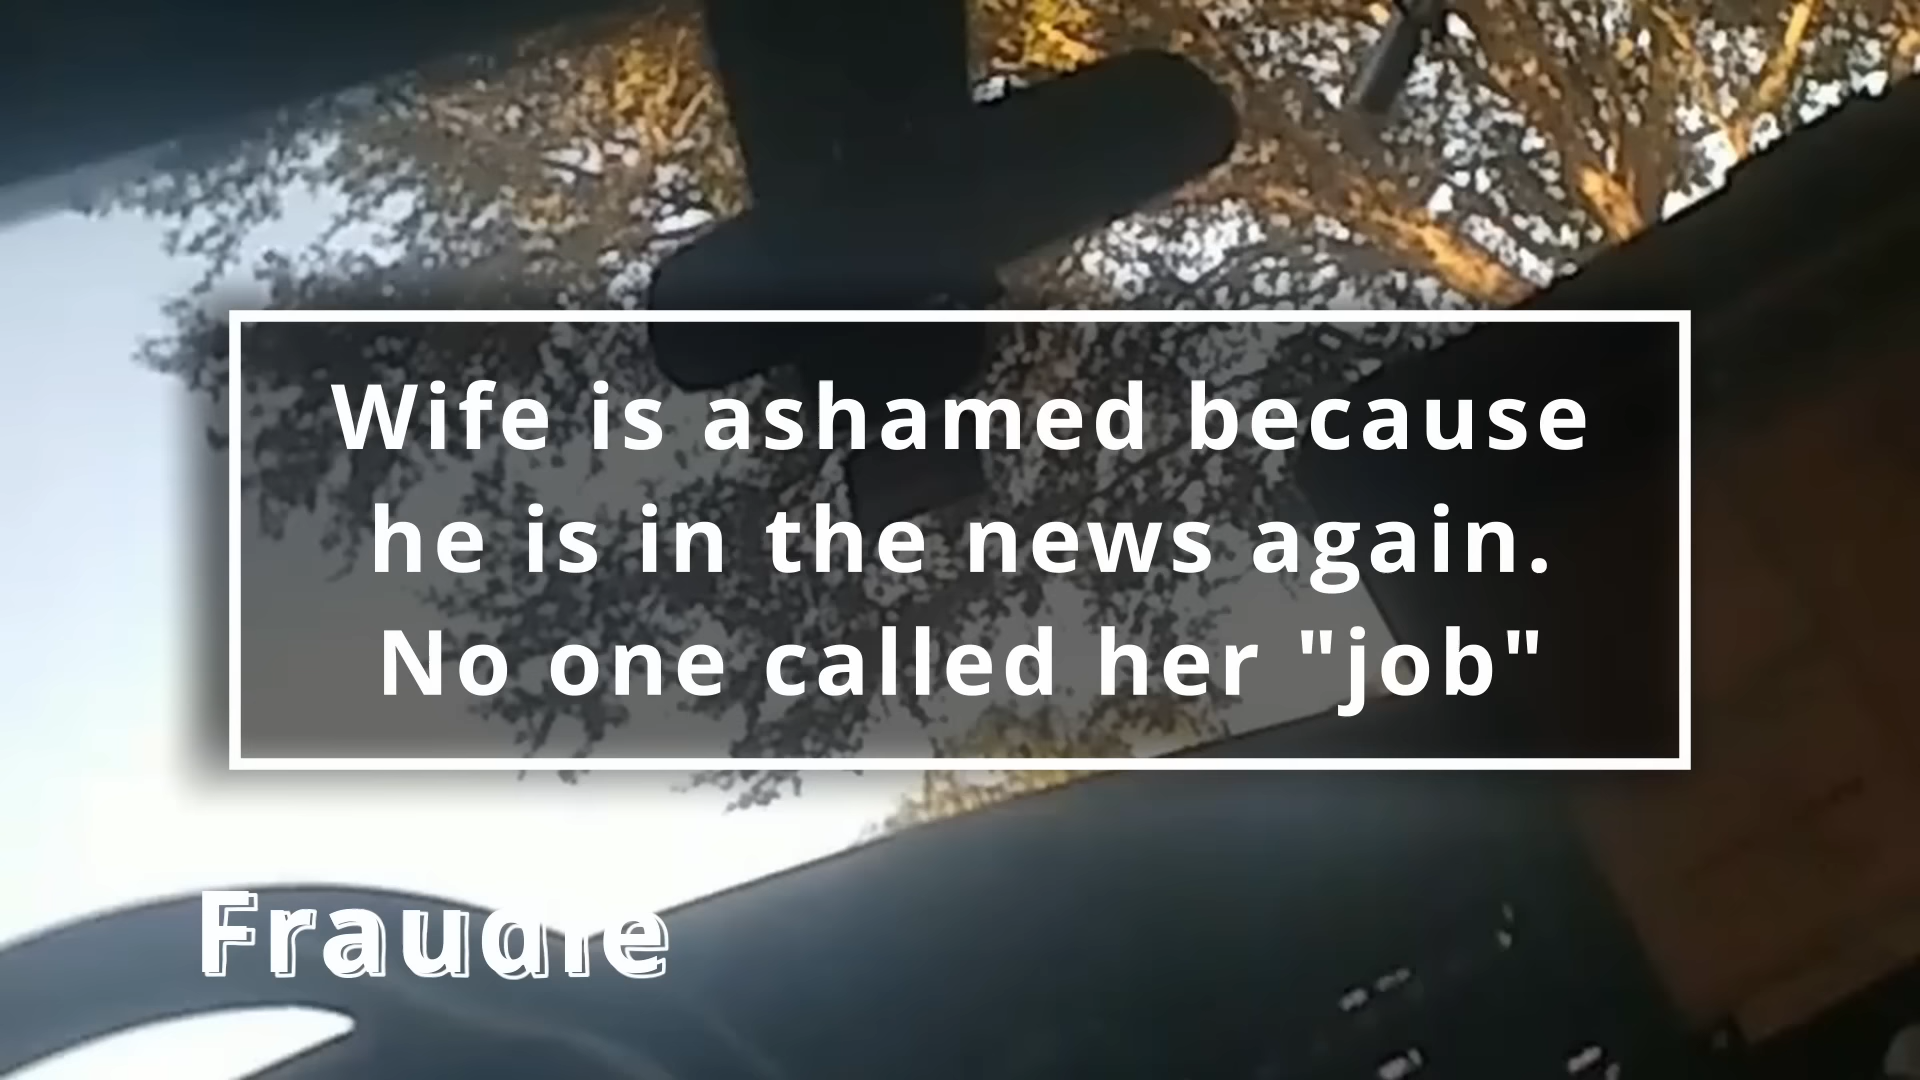 Wife is ashamed because
he is in the news again.
No one called her "job"
Fraudie